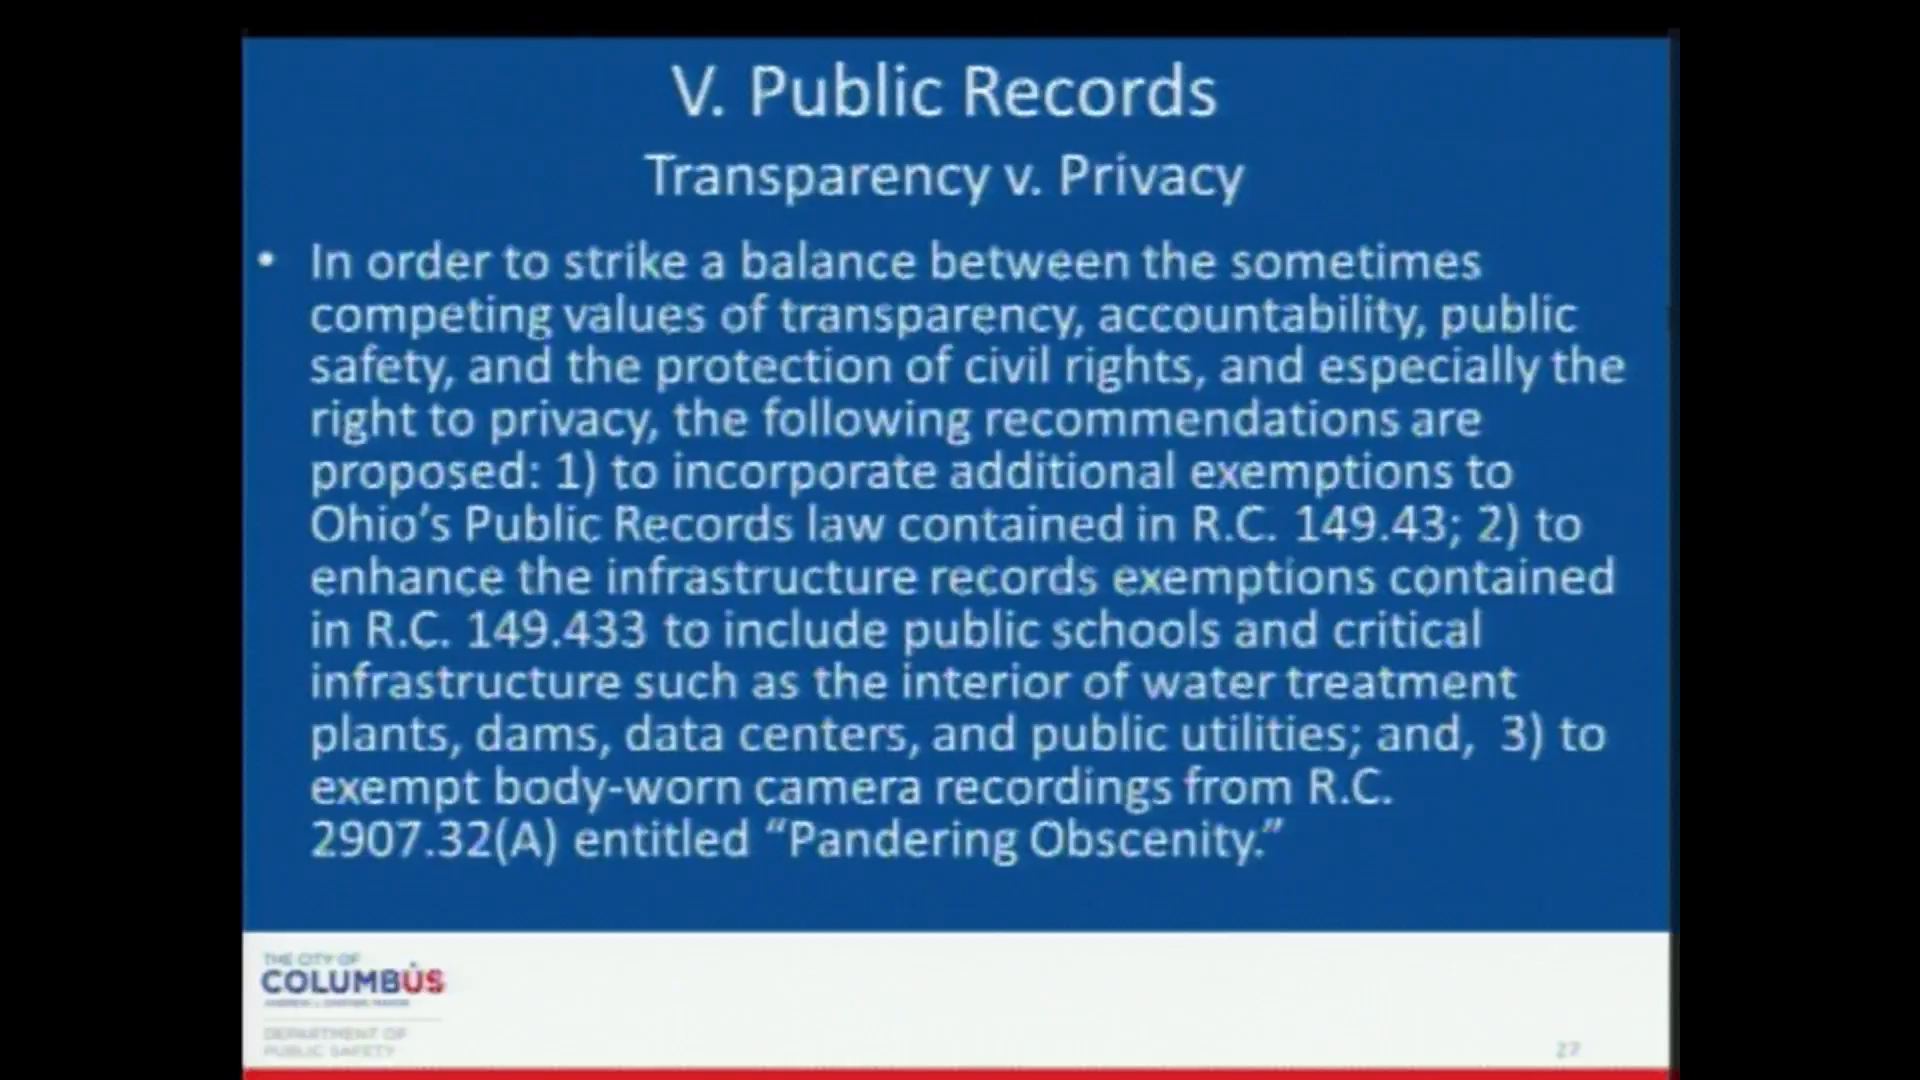 V. Public Records
Transparency v. Privacy
• In order to strike a balance between the sometimes
competing values of transparency, accountability, public
safety, and the protection of civil rights, and especially the
right to privacy, the following recommendations are
proposed: 1) to incorporate additional exemptions to
Ohio’s Public Records law contained in R.C. 149.43; 2) to
enhance the infrastructure records exemptions contained
in R.C. 149.433 to include public schools and critical
infrastructure such as the interior of water treatment
plants, dams, data centers, and public utilities; and, 3) to
exempt body-worn camera recordings from R.C.
2907.32(A) entitled “Pandering Obscenity.”
THE CITY OF
COLUMBUS
DEPARTMENT OF
PUBLIC SAFETY
27